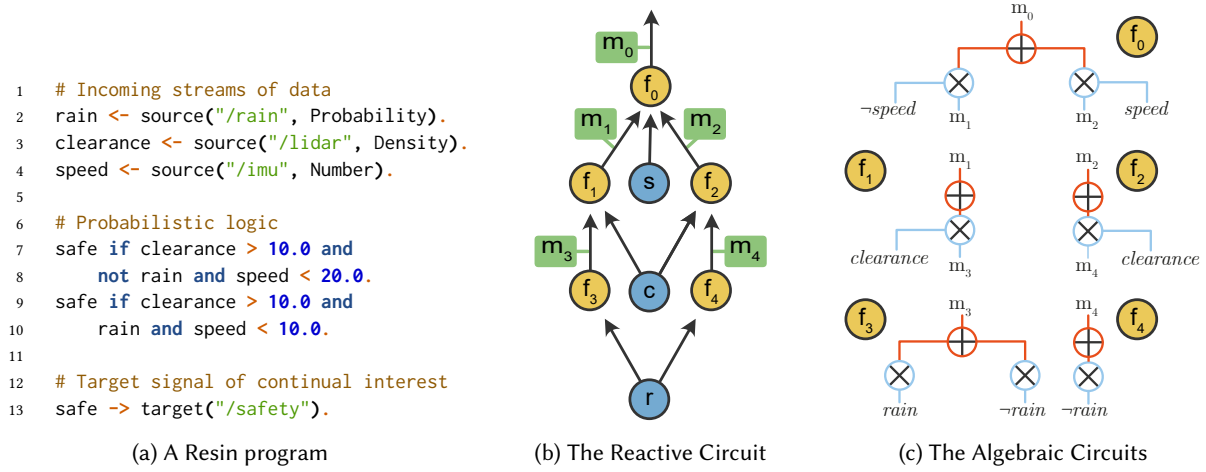 1 # Incoming streams of data
2 rain <- source("/rain", Probability).
3 clearance <- source("/lidar", Density).
4 speed <- source("/imu", Number).
5
6 # Probabilistic logic
7 safe if clearance > 10.0 and
8 not rain and speed < 20.0.
9 safe if clearance > 10.0 and
10 rain and speed < 10.0.
11
12 # Target signal of continual interest
13 safe -> target("/safety").
(a) A Resin program
m₀
f₀
m₁ m₂
f₁ s f₂
m₃ m₄
f₃ c f₄
r
(b) The Reactive Circuit
m₀ f₀
¬speed m₁ m₂ speed
f₁ m₁ m₂ f₂
clearance m₃ m₄ clearance
f₃ m₃ m₄ f₄
rain ¬rain ¬rain
(c) The Algebraic Circuits